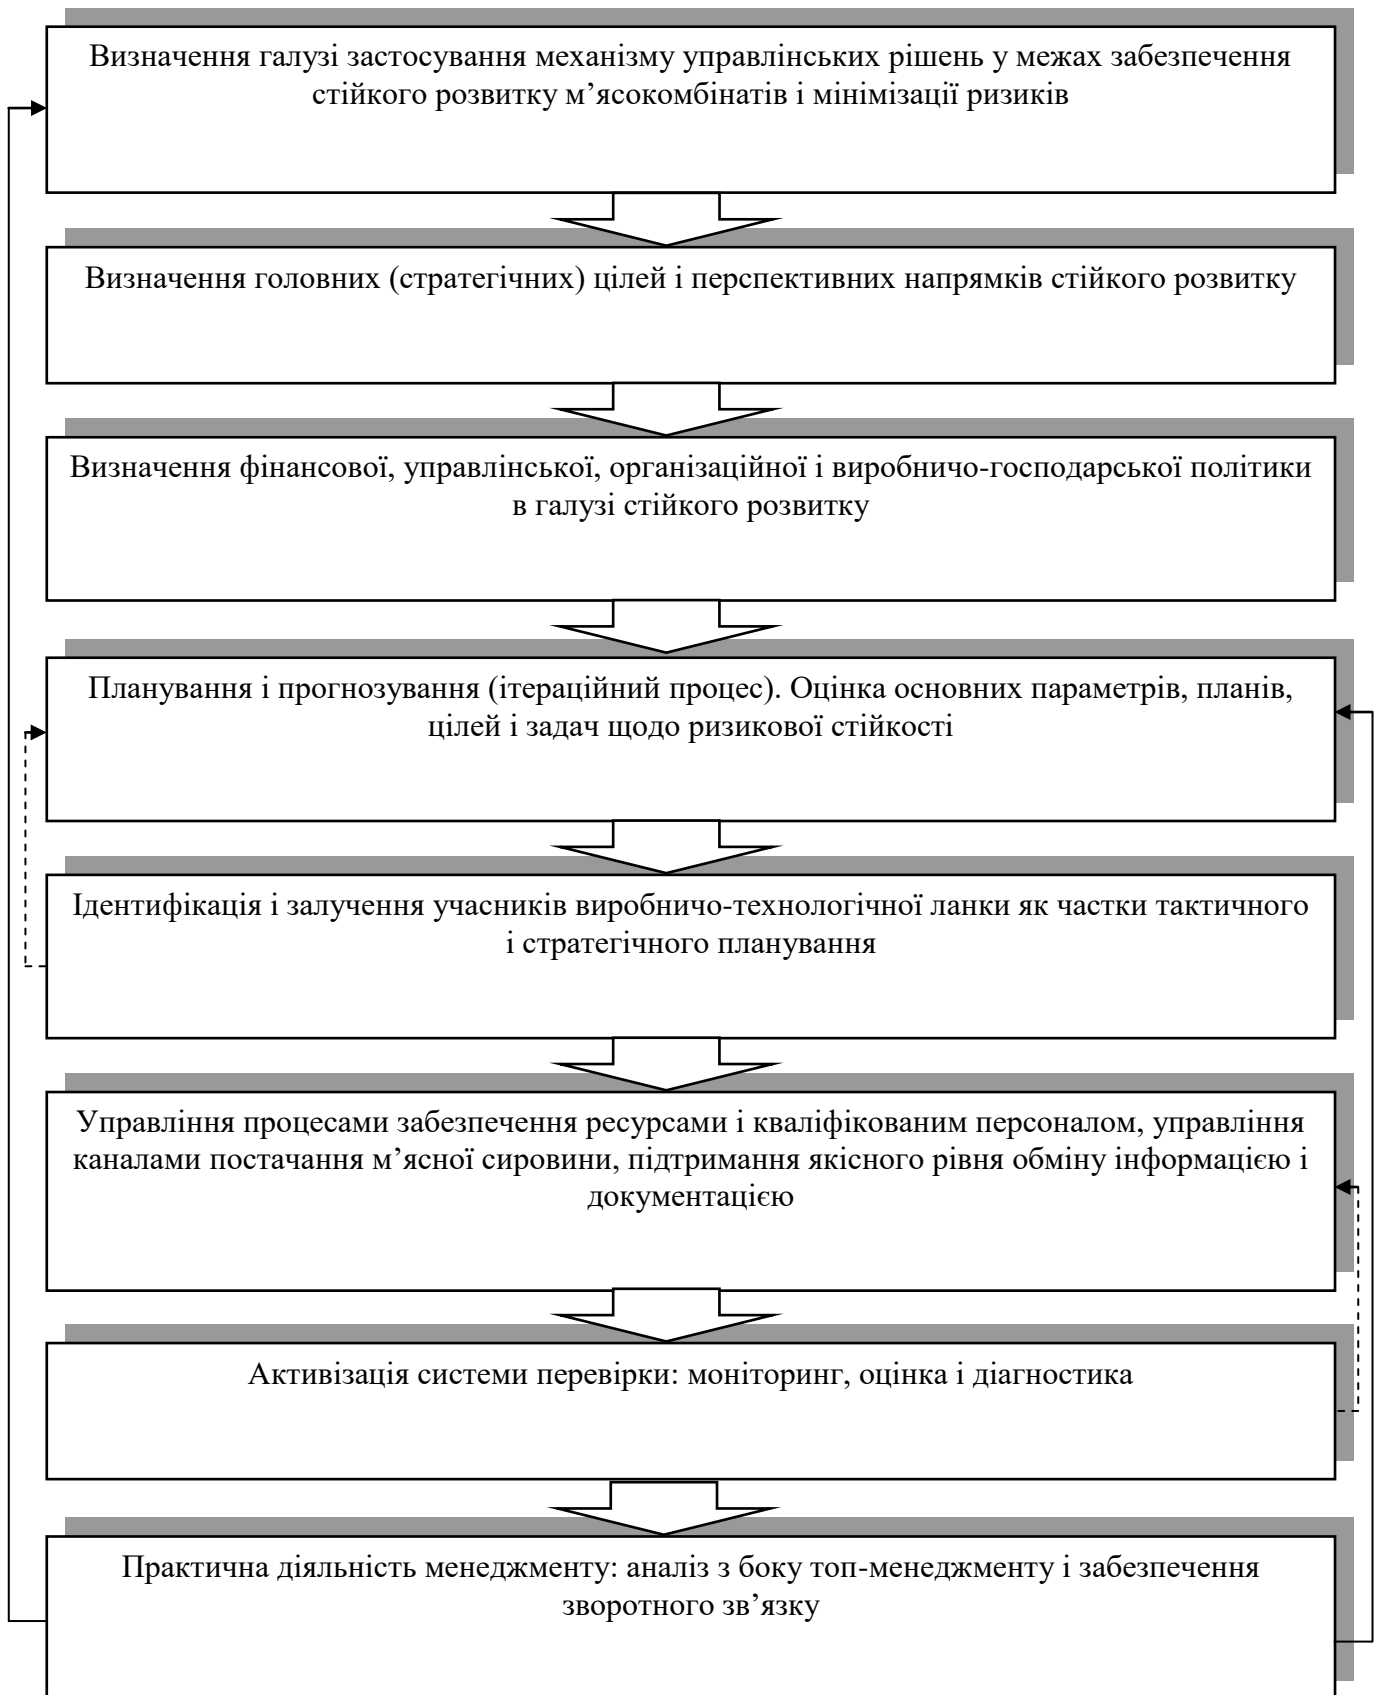 Визначення галузі застосування механізму управлінських рішень у межах забезпечення
стійкого розвитку м’ясокомбінатів і мінімізації ризиків
Визначення головних (стратегічних) цілей і перспективних напрямків стійкого розвитку
Визначення фінансової, управлінської, організаційної і виробничо-господарської політики
в галузі стійкого розвитку
Планування і прогнозування (ітераційний процес). Оцінка основних параметрів, планів,
цілей і задач щодо ризикової стійкості
Ідентифікація і залучення учасників виробничо-технологічної ланки як частки тактичного
і стратегічного планування
Управління процесами забезпечення ресурсами і кваліфікованим персоналом, управління
каналами постачання м’ясної сировини, підтримання якісного рівня обміну інформацією і
документацією
Активізація системи перевірки: моніторинг, оцінка і діагностика
Практична діяльність менеджменту: аналіз з боку топ-менеджменту і забезпечення
зворотного зв’язку